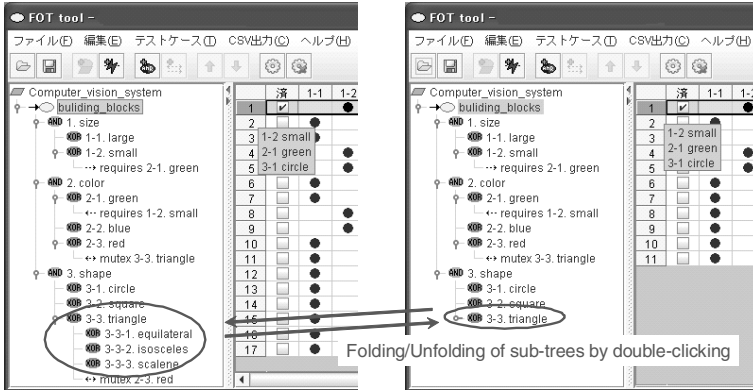 FOT tool –
ファイル(F) 編集(E) テストケース(T) CSV出力(C) ヘルプ(H)
Computer_vision_system
buliding_blocks
AND 1. size
XOR 1-1. large
XOR 1-2. small
requires 2-1. green
AND 2. color
XOR 2-1. green
requires 1-2. small
XOR 2-2. blue
XOR 2-3. red
mutex 3-3. triangle
AND 3. shape
XOR 3-1. circle
XOR 3-2. square
XOR 3-3. triangle
XOR 3-3-1. equilateral
XOR 3-3-2. isosceles
XOR 3-3-3. scalene
mutex 2-3. red
済 1-1 1-2
1
2
3
4
5
6
7
8
9
10
11
12
13
14
15
16
17
1-2 small
2-1 green
3-1 circle
FOT tool –
ファイル(F) 編集(E) テストケース(T) CSV出力(C) ヘルプ(H)
Computer_vision_system
buliding_blocks
AND 1. size
XOR 1-1. large
XOR 1-2. small
requires 2-1. green
AND 2. color
XOR 2-1. green
requires 1-2. small
XOR 2-2. blue
XOR 2-3. red
mutex 3-3. triangle
AND 3. shape
XOR 3-1. circle
XOR 3-2. square
XOR 3-3. triangle
済 1-1 1-2
1
2
3
4
5
6
7
8
9
10
11
1-2 small
2-1 green
3-1 circle
Folding/Unfolding of sub-trees by double-clicking